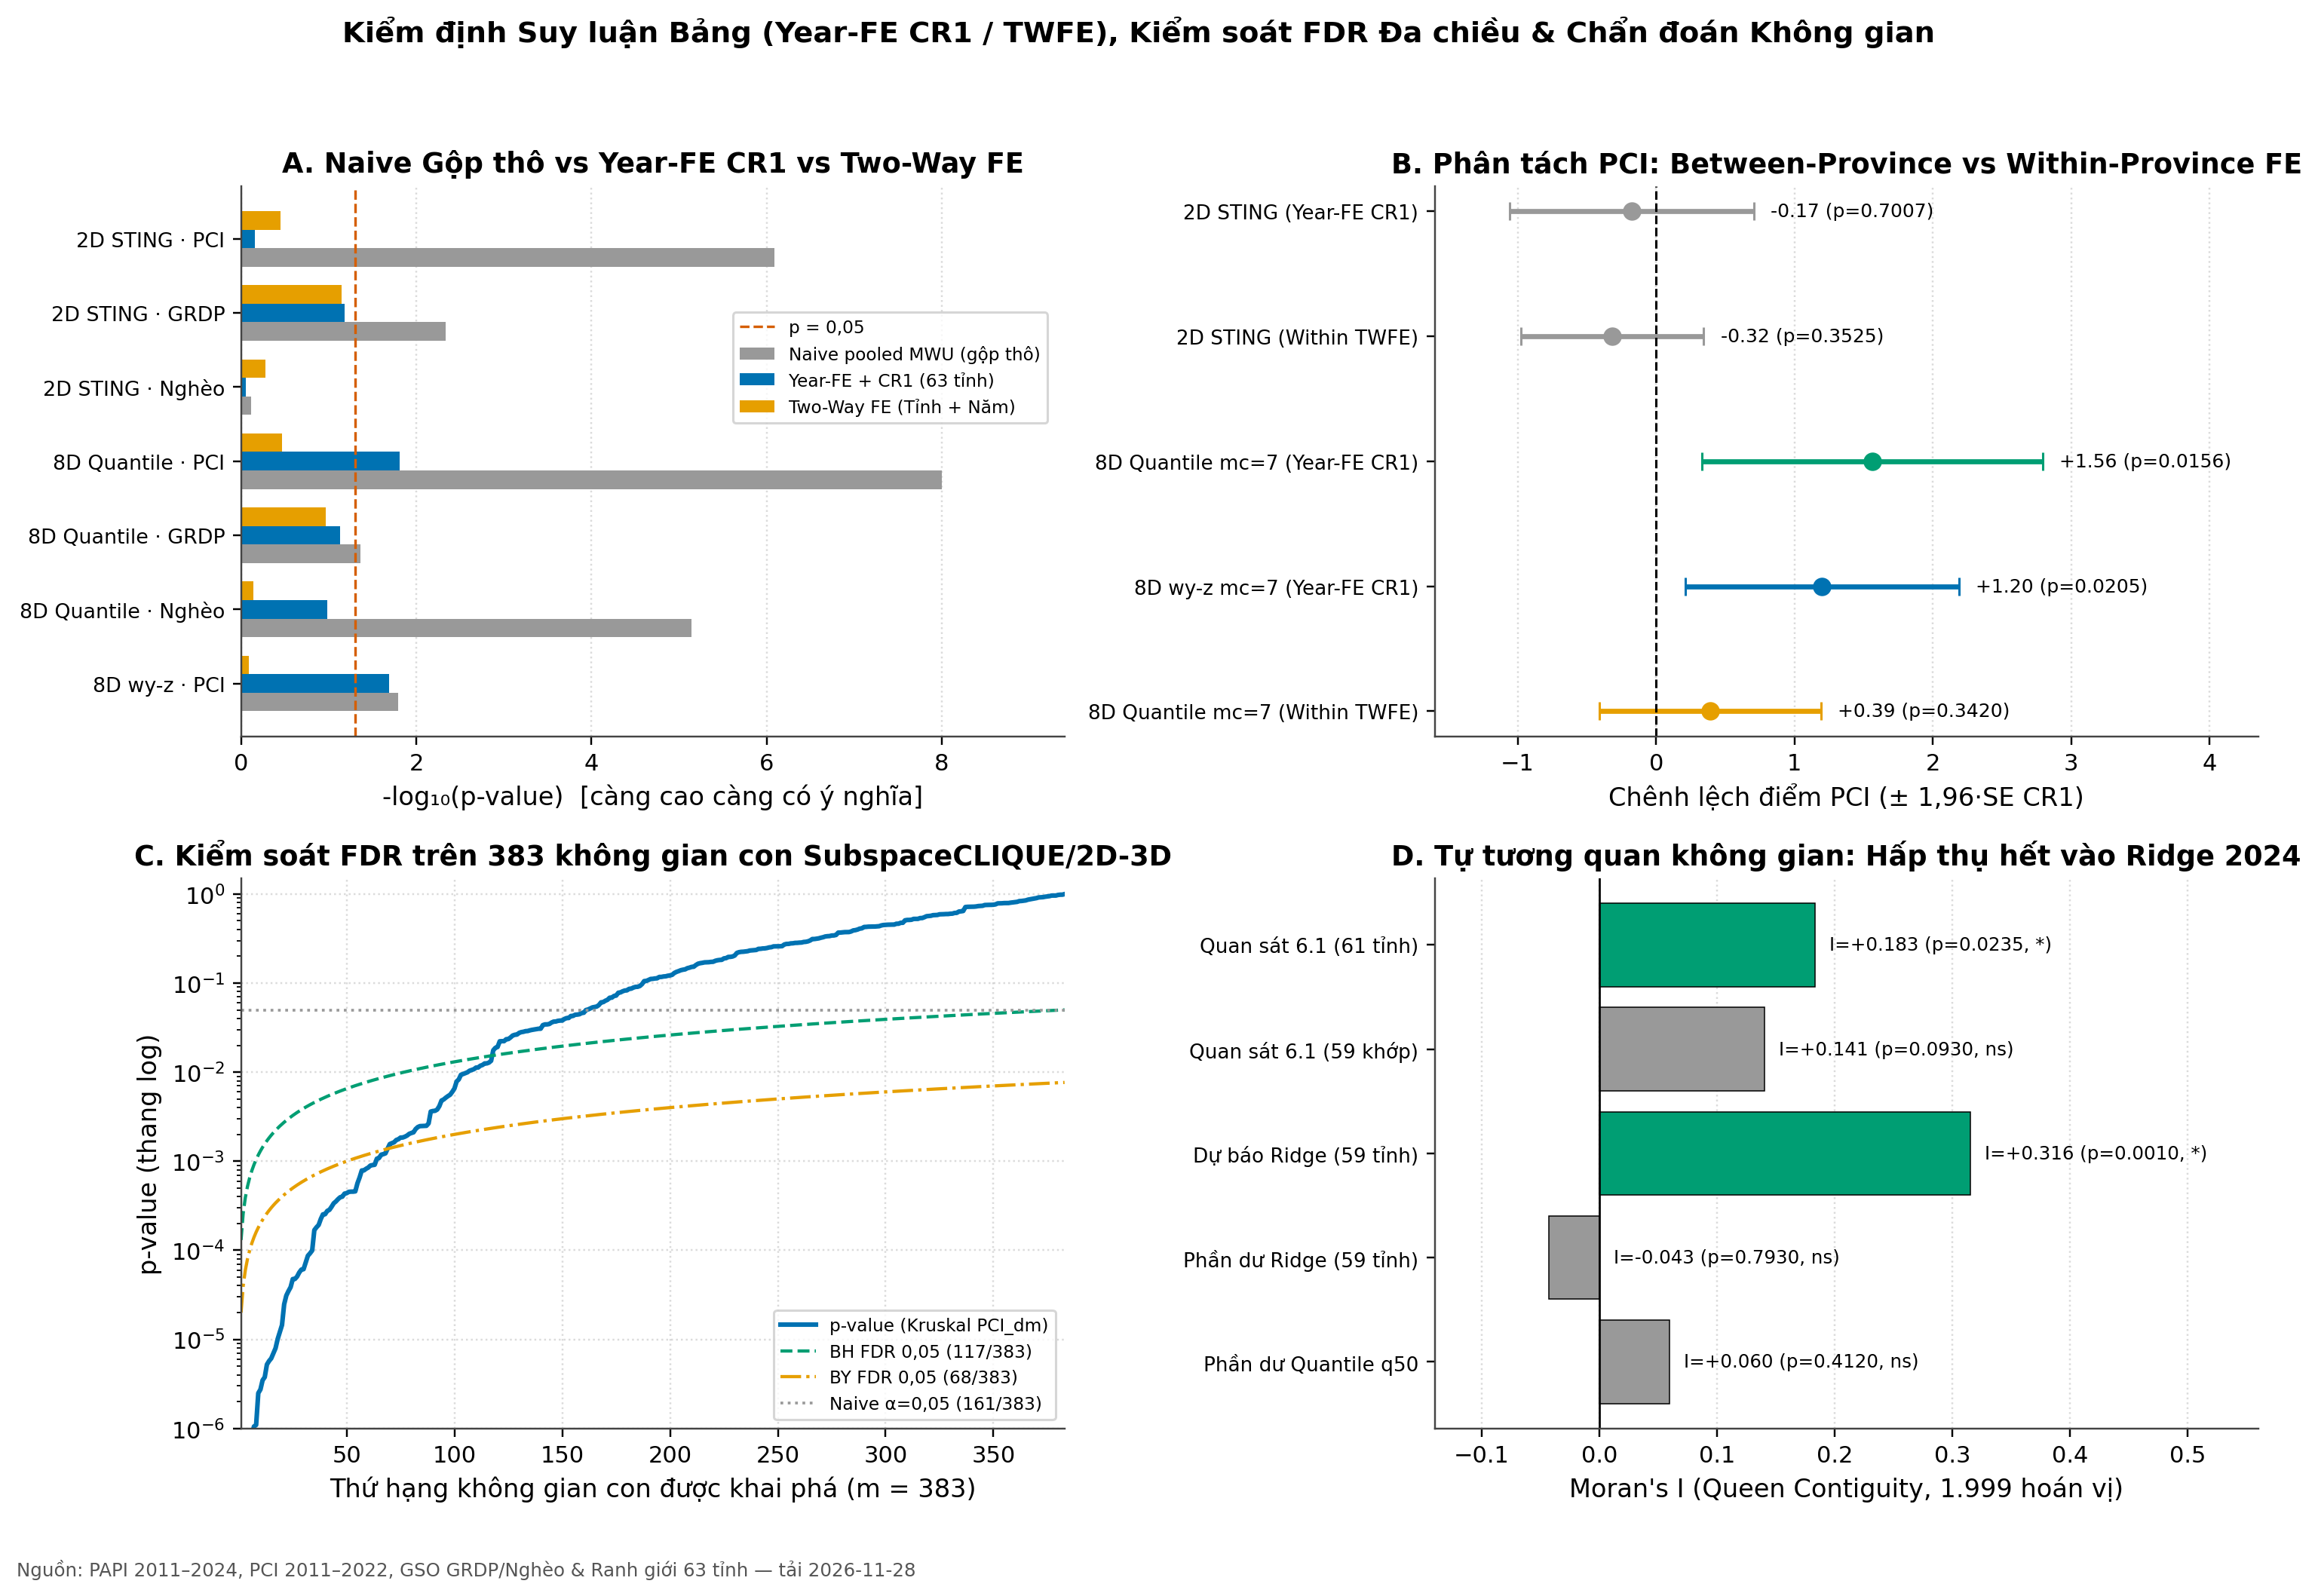 Kiểm định Suy luận Bảng (Year-FE CR1 / TWFE), Kiểm soát FDR Đa chiều & Chẩn đoán Không gian
A. Naive Gộp thô vs Year-FE CR1 vs Two-Way FE
2D STING · PCI
2D STING · GRDP
2D STING · Nghèo
8D Quantile · PCI
8D Quantile · GRDP
8D Quantile · Nghèo
8D wy-z · PCI
p = 0,05
Naive pooled MWU (gộp thô)
Year-FE + CR1 (63 tỉnh)
Two-Way FE (Tỉnh + Năm)
0 2 4 6 8
-log₁₀(p-value) [càng cao càng có ý nghĩa]
B. Phân tách PCI: Between-Province vs Within-Province FE
2D STING (Year-FE CR1)
-0.17 (p=0.7007)
2D STING (Within TWFE)
-0.32 (p=0.3525)
8D Quantile mc=7 (Year-FE CR1)
+1.56 (p=0.0156)
8D wy-z mc=7 (Year-FE CR1)
+1.20 (p=0.0205)
8D Quantile mc=7 (Within TWFE)
+0.39 (p=0.3420)
−1 0 1 2 3 4
Chênh lệch điểm PCI (± 1,96·SE CR1)
C. Kiểm soát FDR trên 383 không gian con SubspaceCLIQUE/2D-3D
p-value (thang log)
10⁰
10⁻¹
10⁻²
10⁻³
10⁻⁴
10⁻⁵
10⁻⁶
p-value (Kruskal PCI_dm)
BH FDR 0,05 (117/383)
BY FDR 0,05 (68/383)
Naive α=0,05 (161/383)
50 100 150 200 250 300 350
Thứ hạng không gian con được khai phá (m = 383)
D. Tự tương quan không gian: Hấp thụ hết vào Ridge 2024
Quan sát 6.1 (61 tỉnh)
I=+0.183 (p=0.0235, *)
Quan sát 6.1 (59 khớp)
I=+0.141 (p=0.0930, ns)
Dự báo Ridge (59 tỉnh)
I=+0.316 (p=0.0010, *)
Phần dư Ridge (59 tỉnh)
I=-0.043 (p=0.7930, ns)
Phần dư Quantile q50
I=+0.060 (p=0.4120, ns)
−0.1 0.0 0.1 0.2 0.3 0.4 0.5
Moran's I (Queen Contiguity, 1.999 hoán vị)
Nguồn: PAPI 2011–2024, PCI 2011–2022, GSO GRDP/Nghèo & Ranh giới 63 tỉnh — tải 2026-11-28